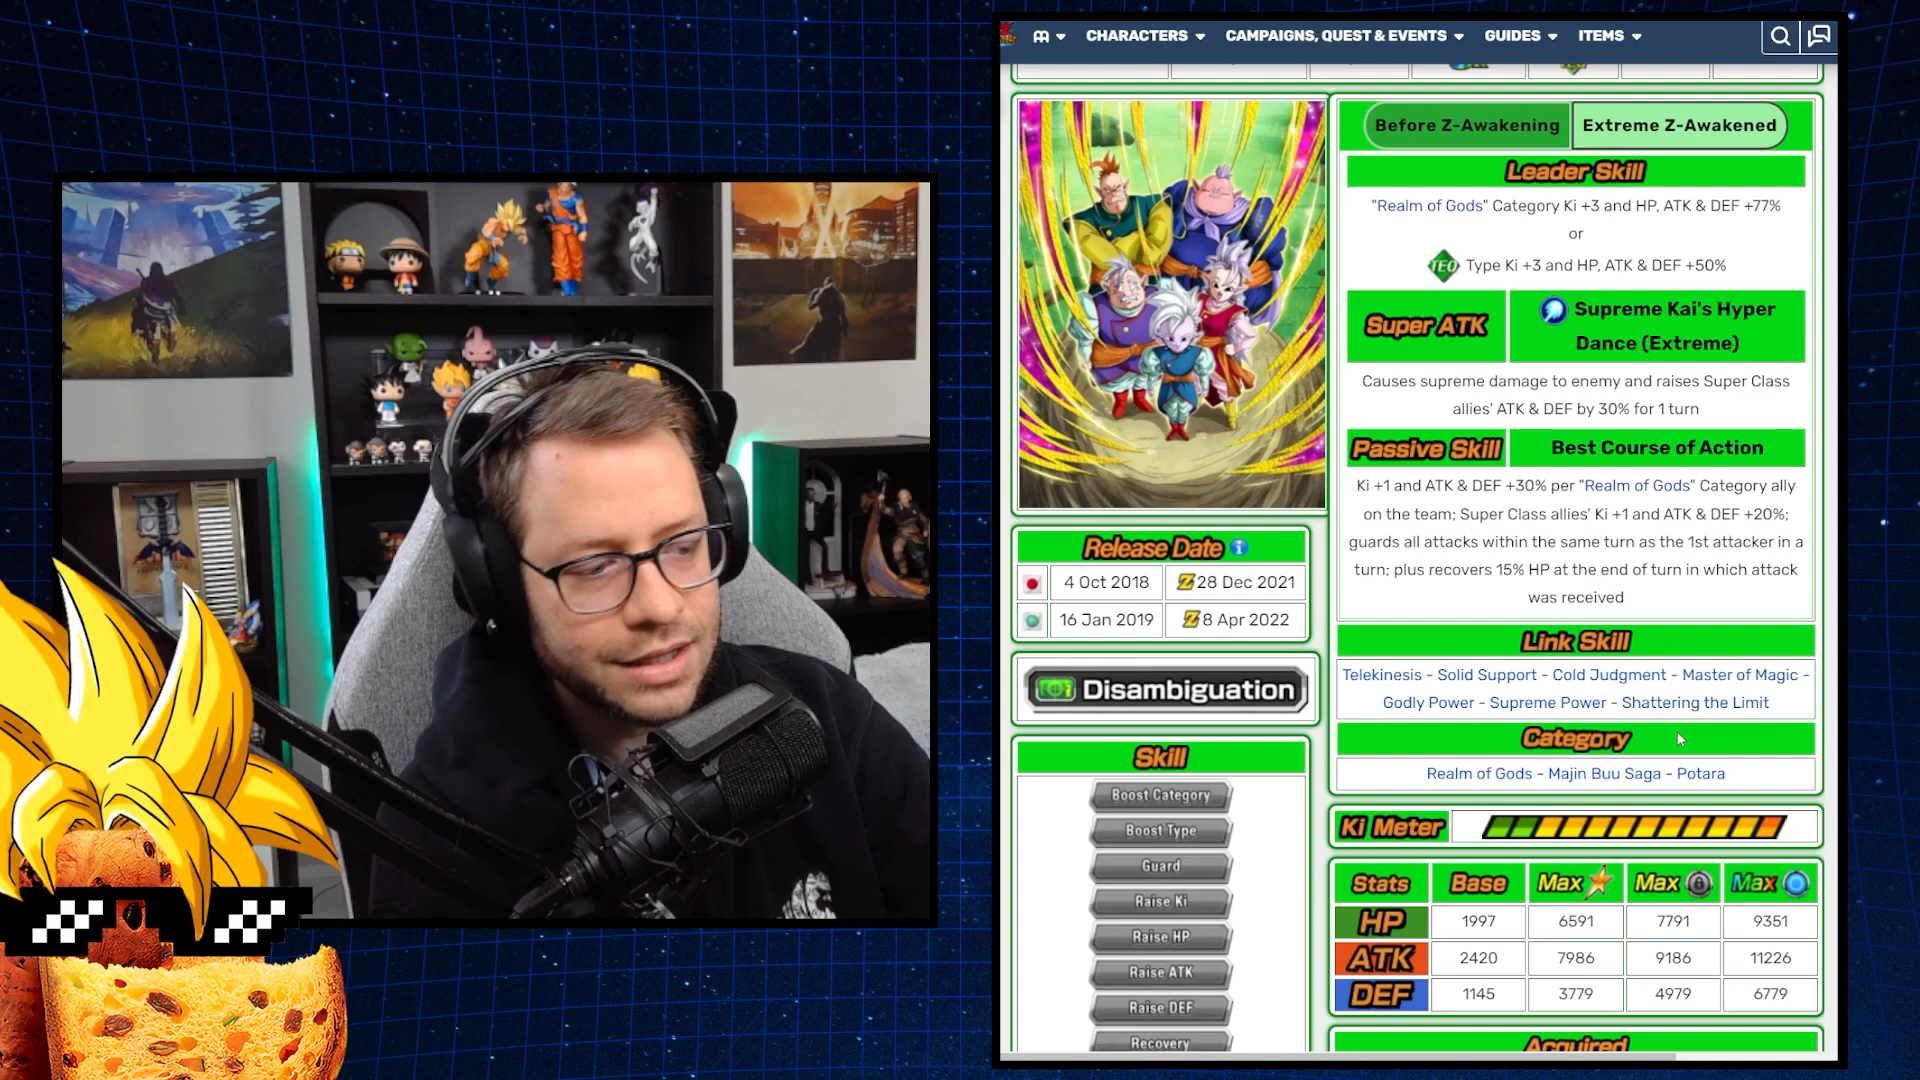 CHARACTERS CAMPAIGNS, QUEST & EVENTS GUIDES ITEMS
Before Z-Awakening Extreme Z-Awakened
Leader Skill
"Realm of Gods" Category Ki +3 and HP, ATK & DEF +77%
or
TEQ Type Ki +3 and HP, ATK & DEF +50%
Super ATK
Supreme Kai's Hyper
Dance (Extreme)
Causes supreme damage to enemy and raises Super Class
allies' ATK & DEF by 30% for 1 turn
Passive Skill Best Course of Action
Ki +1 and ATK & DEF +30% per "Realm of Gods" Category ally
on the team; Super Class allies' Ki +1 and ATK & DEF +20%;
guards all attacks within the same turn as the 1st attacker in a
turn; plus recovers 15% HP at the end of turn in which attack
was received
Link Skill
Telekinesis - Solid Support - Cold Judgment - Master of Magic -
Godly Power - Supreme Power - Shattering the Limit
Category
Realm of Gods - Majin Buu Saga - Potara
Ki Meter
Stats Base Max Max Max
HP 1997 6591 7791 9351
ATK 2420 7986 9186 11226
DEF 1145 3779 4979 6779
Acquired
Release Date
4 Oct 2018 Z 28 Dec 2021
16 Jan 2019 Z 8 Apr 2022
Disambiguation
Skill
Boost Category
Boost Type
Guard
Raise Ki
Raise HP
Raise ATK
Raise DEF
Recovery